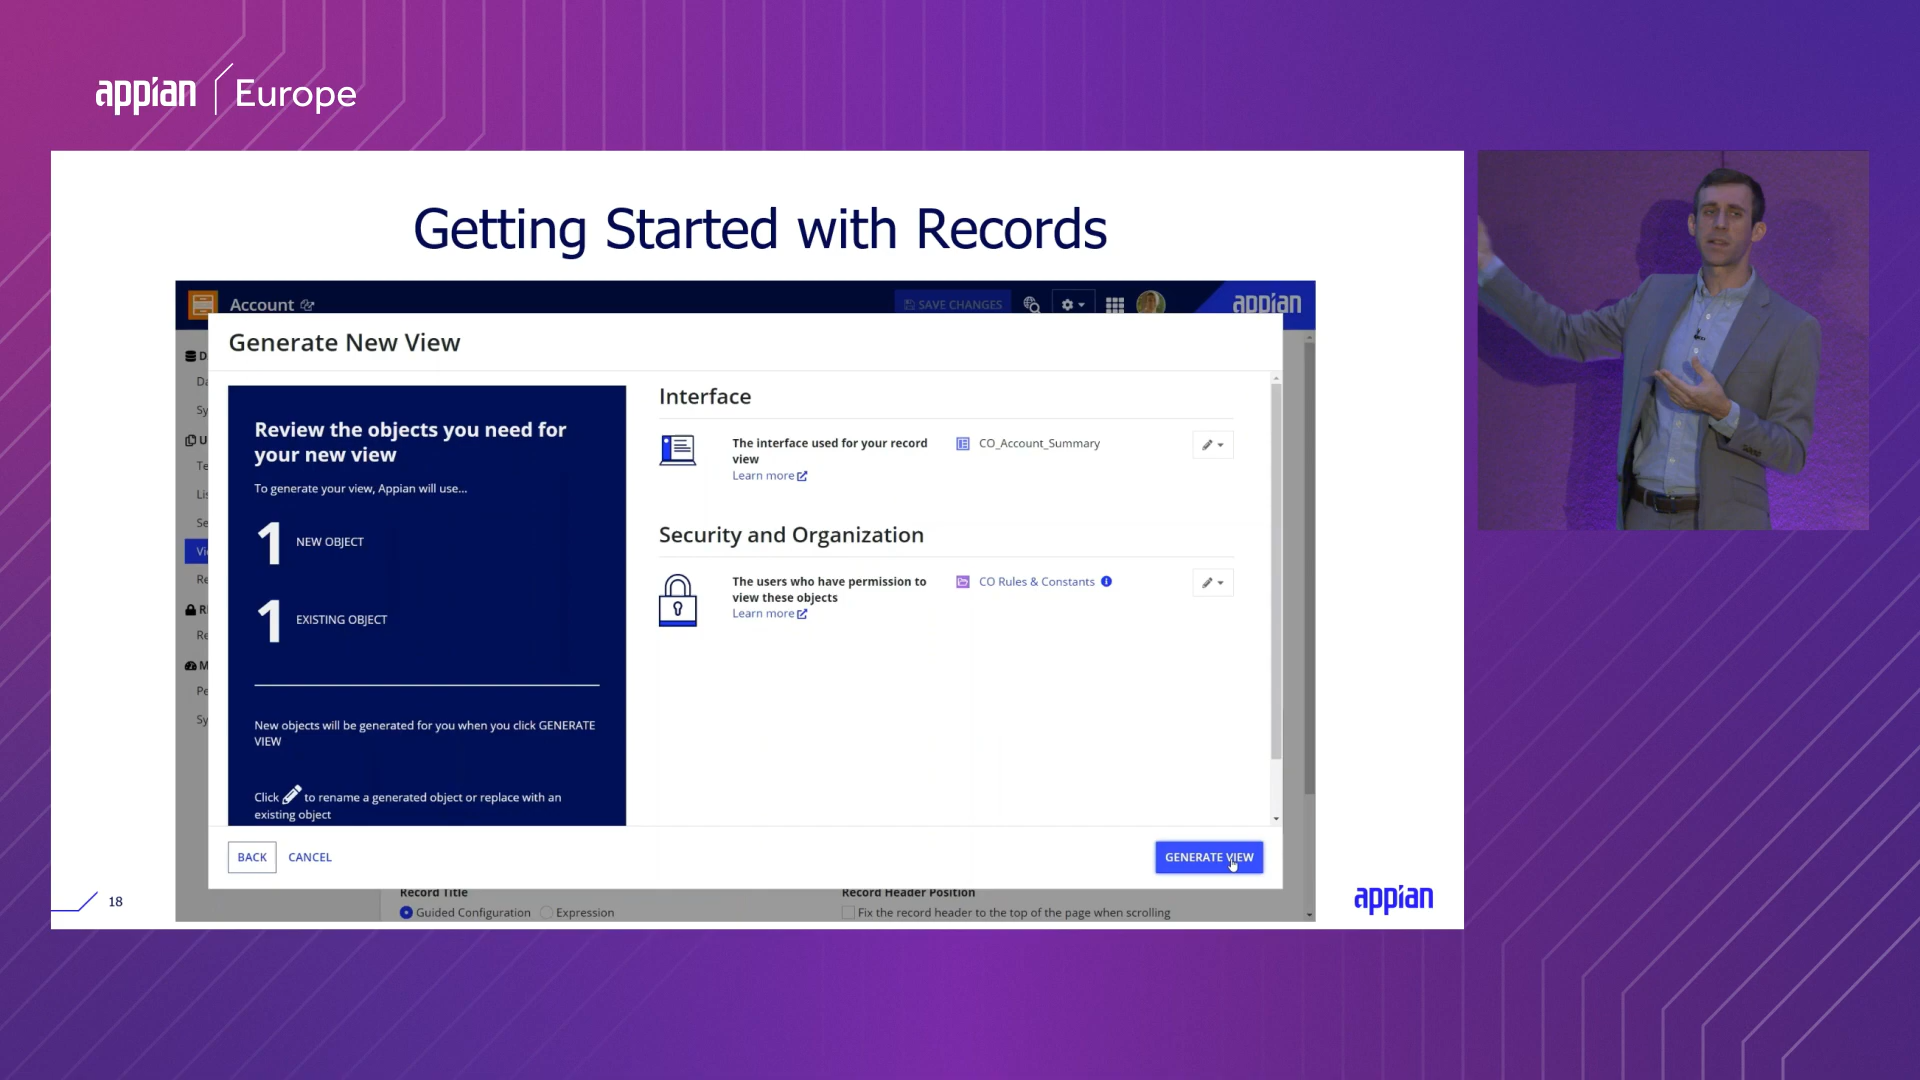 appian Europe
Getting Started with Records
Account
SAVE CHANGES
appian
Generate New View
Review the objects you need for
your new view
To generate your view, Appian will use...
1 NEW OBJECT
1 EXISTING OBJECT
New objects will be generated for you when you click GENERATE
VIEW
Click to rename a generated object or replace with an
existing object
Interface
The interface used for your record
view
Learn more
CO_Account_Summary
Security and Organization
The users who have permission to
view these objects
Learn more
CO Rules & Constants
BACK
CANCEL
GENERATE VIEW
Record Title
Guided Configuration
Expression
Record Header Position
Fix the record header to the top of the page when scrolling
18
appian